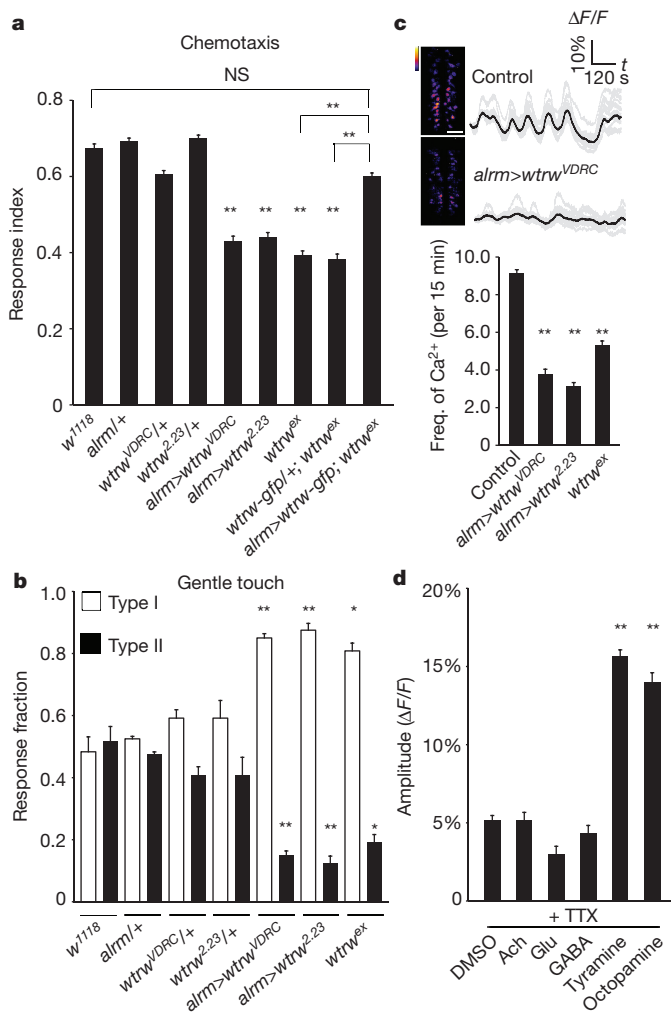 a
Chemotaxis
NS
**
**
** ** ** **
Response index
0.8
0.6
0.4
0.2
0
w1118
alrm/+
wtrwVDRC/+
wtrw2.23/+
alrm>wtrwVDRC
alrm>wtrw2.23
wtrwex
wtrw-gfp/+; wtrwex
alrm>wtrw-gfp; wtrwex
b
Gentle touch
Type I
Type II
** ** *
** ** *
Response fraction
1.0
0.8
0.6
0.4
0.2
0
w1118
alrm/+
wtrwVDRC/+
wtrw2.23/+
alrm>wtrwVDRC
alrm>wtrw2.23
wtrwex
c
ΔF/F
10%
t
120 s
Control
alrm>wtrwVDRC
Freq. of Ca2+ (per 15 min)
10.0
8.0
6.0
4.0
2.0
0
** ** **
Control
alrm>wtrwVDRC
alrm>wtrw2.23
wtrwex
d
Amplitude (ΔF/F)
20%
15%
10%
5%
0
** **
+ TTX
DMSO
Ach
Glu
GABA
Tyramine
Octopamine